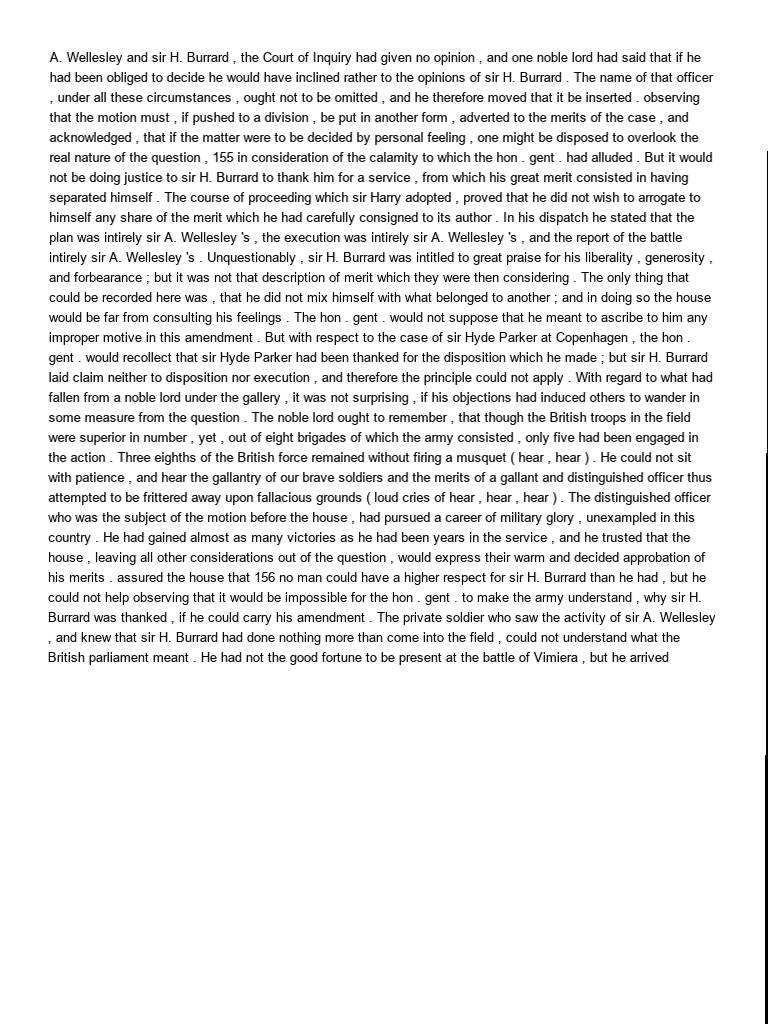 A. Wellesley and sir H. Burrard , the Court of Inquiry had given no opinion , and one noble lord had said that if he
had been obliged to decide he would have inclined rather to the opinions of sir H. Burrard . The name of that officer
, under all these circumstances , ought not to be omitted , and he therefore moved that it be inserted . observing
that the motion must , if pushed to a division , be put in another form , adverted to the merits of the case , and
acknowledged , that if the matter were to be decided by personal feeling , one might be disposed to overlook the
real nature of the question , 155 in consideration of the calamity to which the hon . gent . had alluded . But it would
not be doing justice to sir H. Burrard to thank him for a service , from which his great merit consisted in having
separated himself . The course of proceeding which sir Harry adopted , proved that he did not wish to arrogate to
himself any share of the merit which he had carefully consigned to its author . In his dispatch he stated that the
plan was intirely sir A. Wellesley 's , the execution was intirely sir A. Wellesley 's , and the report of the battle
intirely sir A. Wellesley 's . Unquestionably , sir H. Burrard was intitled to great praise for his liberality , generosity ,
and forbearance ; but it was not that description of merit which they were then considering . The only thing that
could be recorded here was , that he did not mix himself with what belonged to another ; and in doing so the house
would be far from consulting his feelings . The hon . gent . would not suppose that he meant to ascribe to him any
improper motive in this amendment . But with respect to the case of sir Hyde Parker at Copenhagen , the hon .
gent . would recollect that sir Hyde Parker had been thanked for the disposition which he made ; but sir H. Burrard
laid claim neither to disposition nor execution , and therefore the principle could not apply . With regard to what had
fallen from a noble lord under the gallery , it was not surprising , if his objections had induced others to wander in
some measure from the question . The noble lord ought to remember , that though the British troops in the field
were superior in number , yet , out of eight brigades of which the army consisted , only five had been engaged in
the action . Three eighths of the British force remained without firing a musquet ( hear , hear ) . He could not sit
with patience , and hear the gallantry of our brave soldiers and the merits of a gallant and distinguished officer thus
attempted to be frittered away upon fallacious grounds ( loud cries of hear , hear , hear ) . The distinguished officer
who was the subject of the motion before the house , had pursued a career of military glory , unexampled in this
country . He had gained almost as many victories as he had been years in the service , and he trusted that the
house , leaving all other considerations out of the question , would express their warm and decided approbation of
his merits . assured the house that 156 no man could have a higher respect for sir H. Burrard than he had , but he
could not help observing that it would be impossible for the hon . gent . to make the army understand , why sir H.
Burrard was thanked , if he could carry his amendment . The private soldier who saw the activity of sir A. Wellesley
, and knew that sir H. Burrard had done nothing more than come into the field , could not understand what the
British parliament meant . He had not the good fortune to be present at the battle of Vimiera , but he arrived